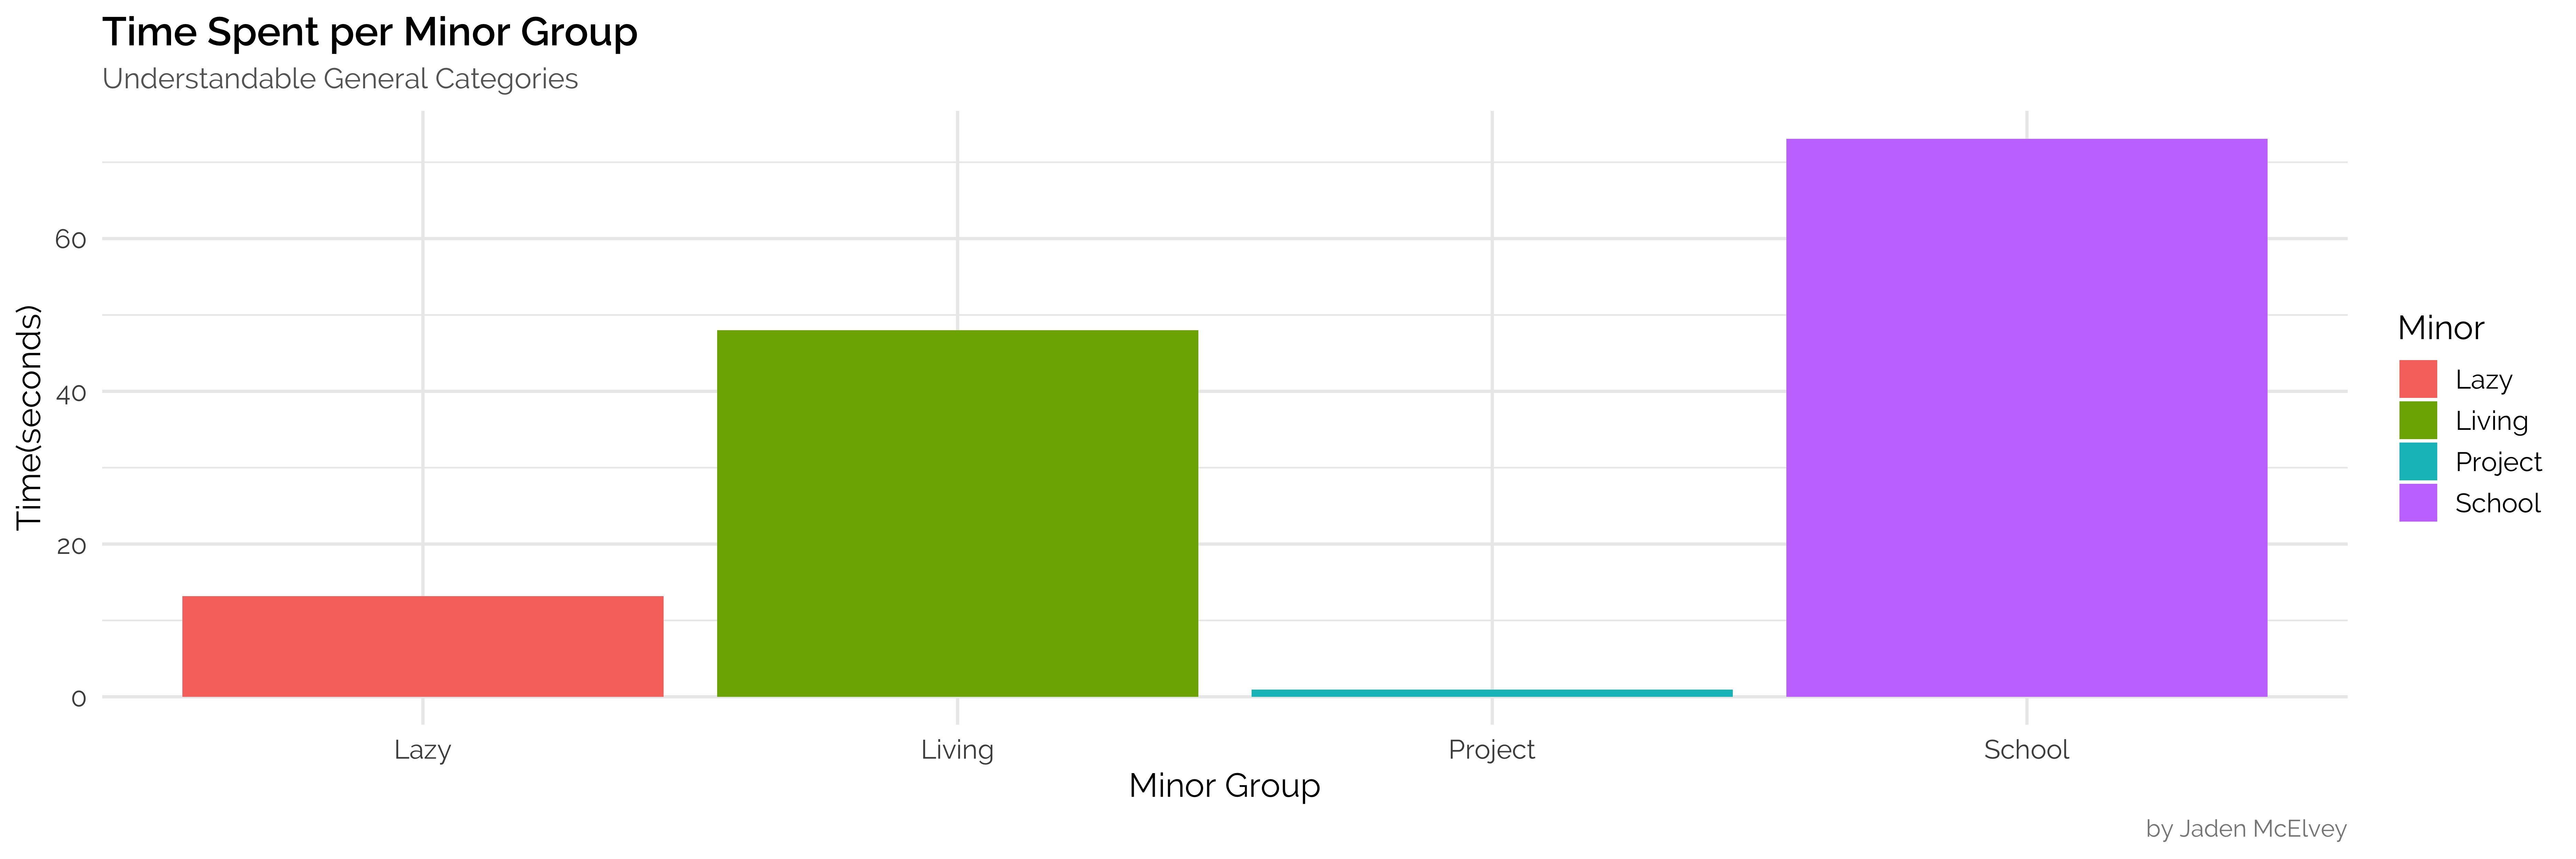 Time Spent per Minor Group
Understandable General Categories
60
40
20
0
Time(seconds)
Lazy
Living
Project
School
Minor Group
Minor
Lazy
Living
Project
School
by Jaden McElvey